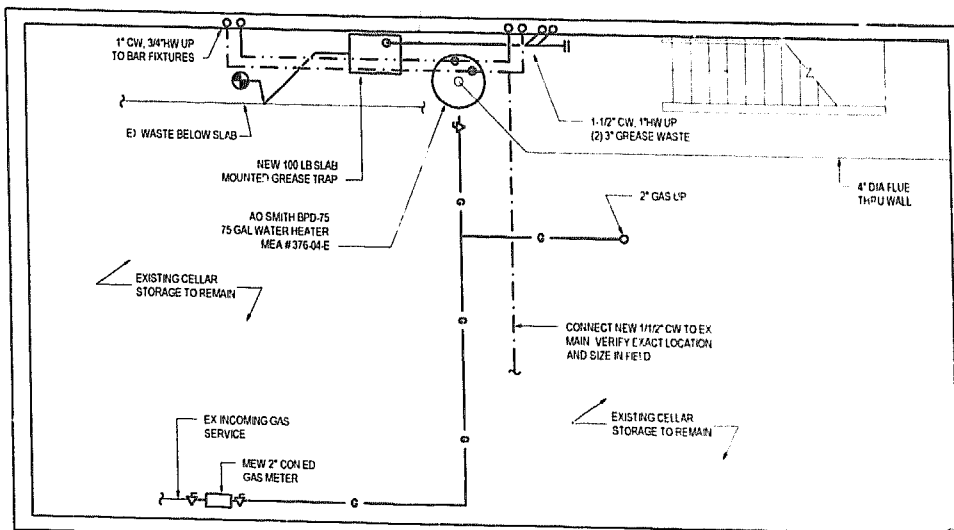 1" CW, 3/4"HW UP
TO BAR FIXTURES
E) WASTE BELOW SLAB
NEW 100 LB SLAB
MOUNTED GREASE TRAP
AO SMITH BPD-75
75 GAL WATER HEATER
MEA # 376-04-E
1-1/2" CW, 1"HW UP
(2) 3" GREASE WASTE
4" DIA FLUE
THRU WALL
2" GAS UP
G
G
EXISTING CELLAR
STORAGE TO REMAIN
G
CONNECT NEW 1/1/2" CW TO EX
MAIN VERIFY EXACT LOCATION
AND SIZE IN FIELD
EXISTING CELLAR
STORAGE TO REMAIN
G
EX INCOMING GAS
SERVICE
MEW 2" CON ED
GAS METER
G